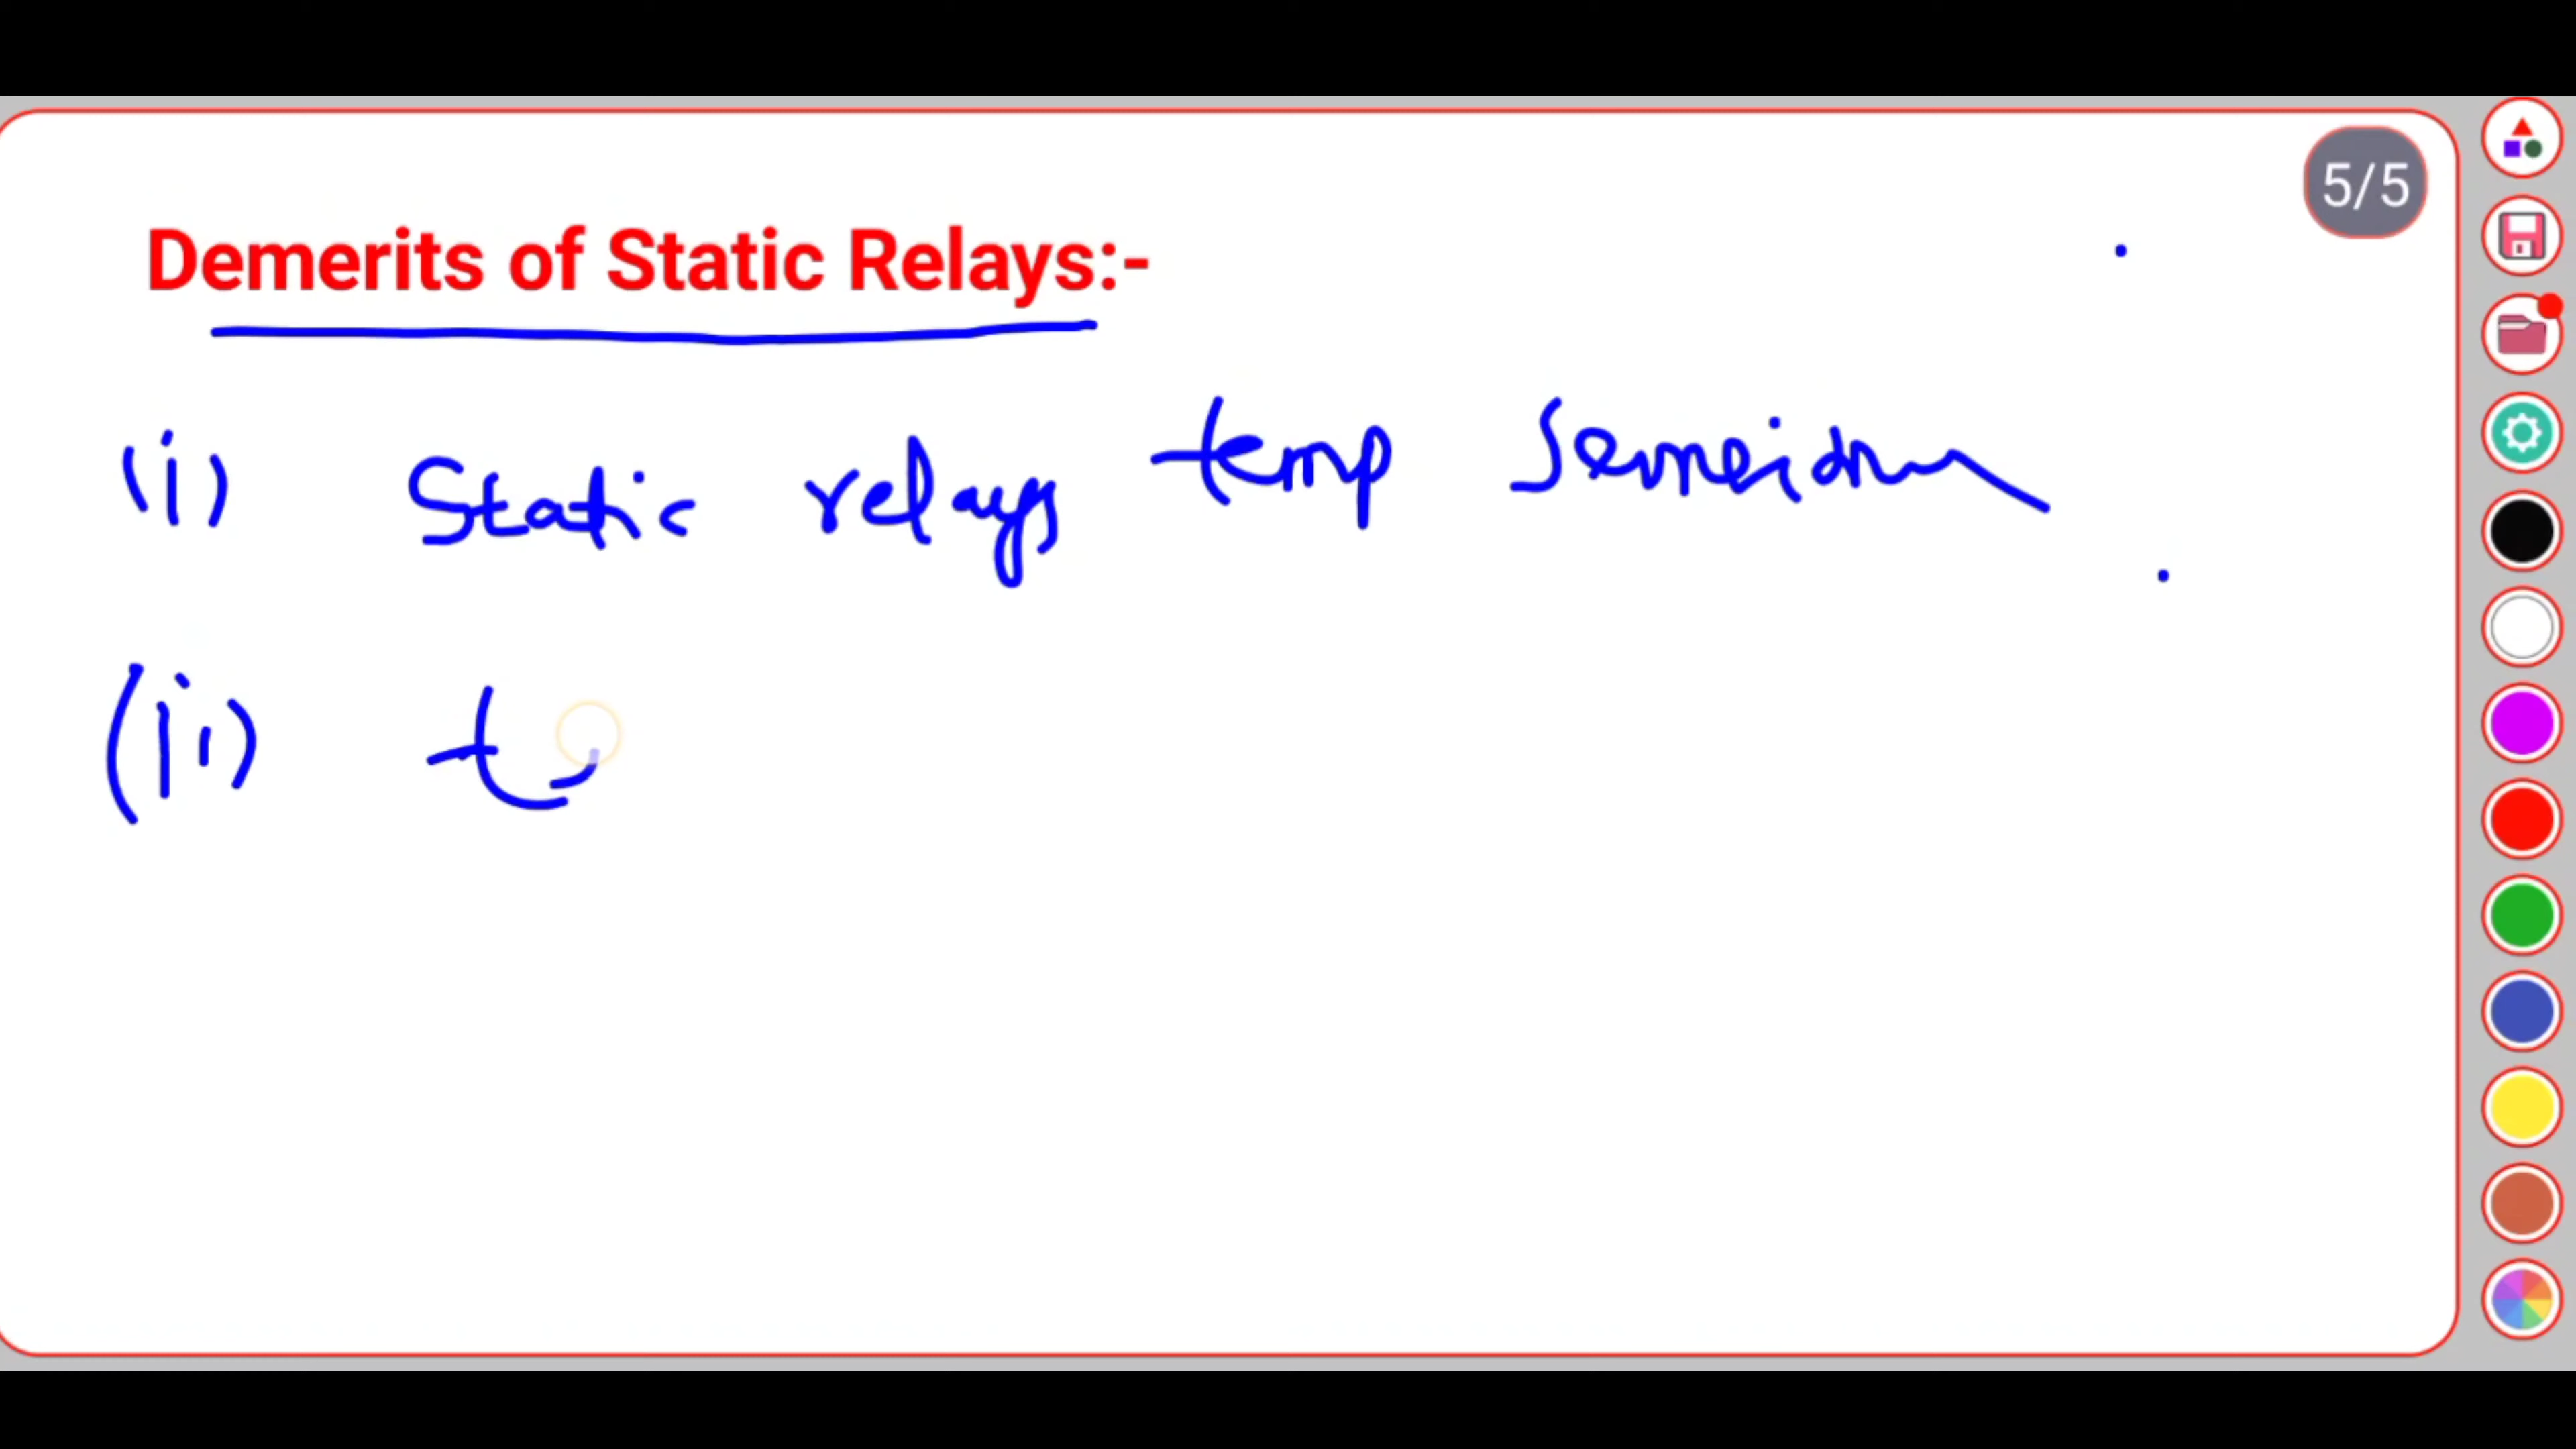 5/5
Demerits of Static Relays:-
(i) Static relays temp
(ii)